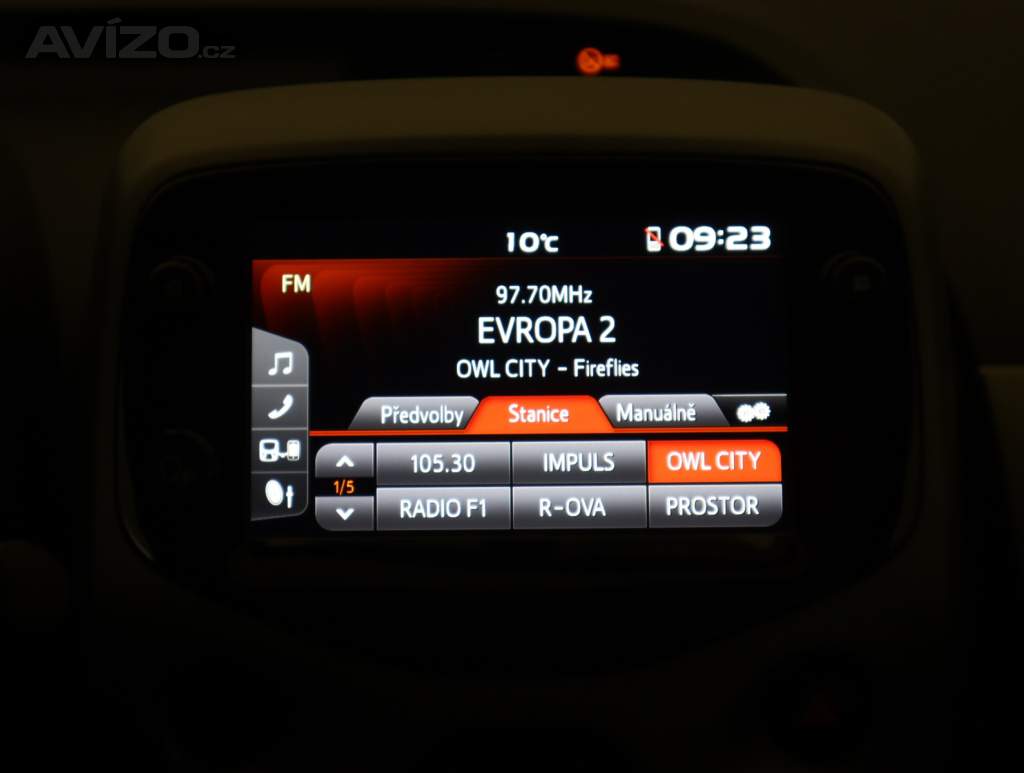 AVÍZO.cz
10°C 09:23
FM
97.70MHz
EVROPA 2
OWL CITY - Fireflies
Předvolby Stanice Manuálně
105.30 IMPULS OWL CITY
1/5
RADIO F1 R-OVA PROSTOR